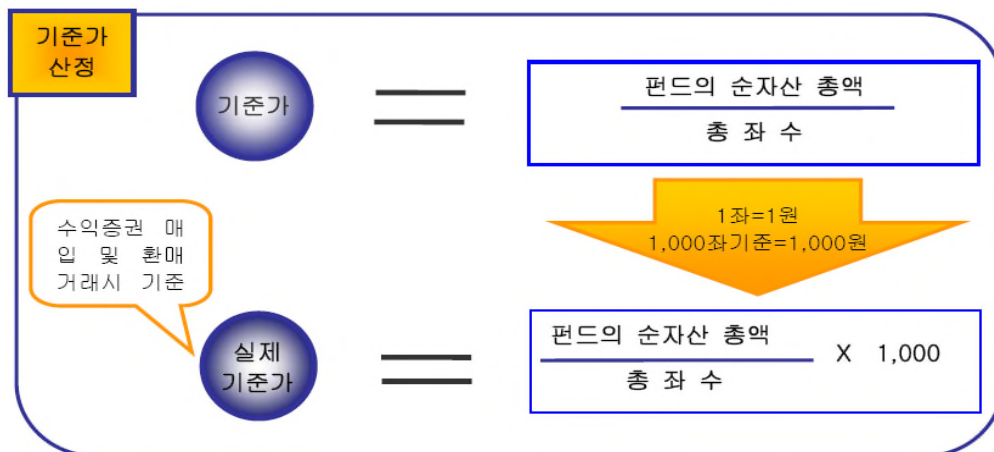 기준가
산정
기준가
펀드의 순자산 총액
총 좌 수
1좌=1원
1,000좌기준=1,000원
수익증권 매
입 및 환매
거래시 기준
실제
기준가
펀드의 순자산 총액
총 좌 수
X 1,000